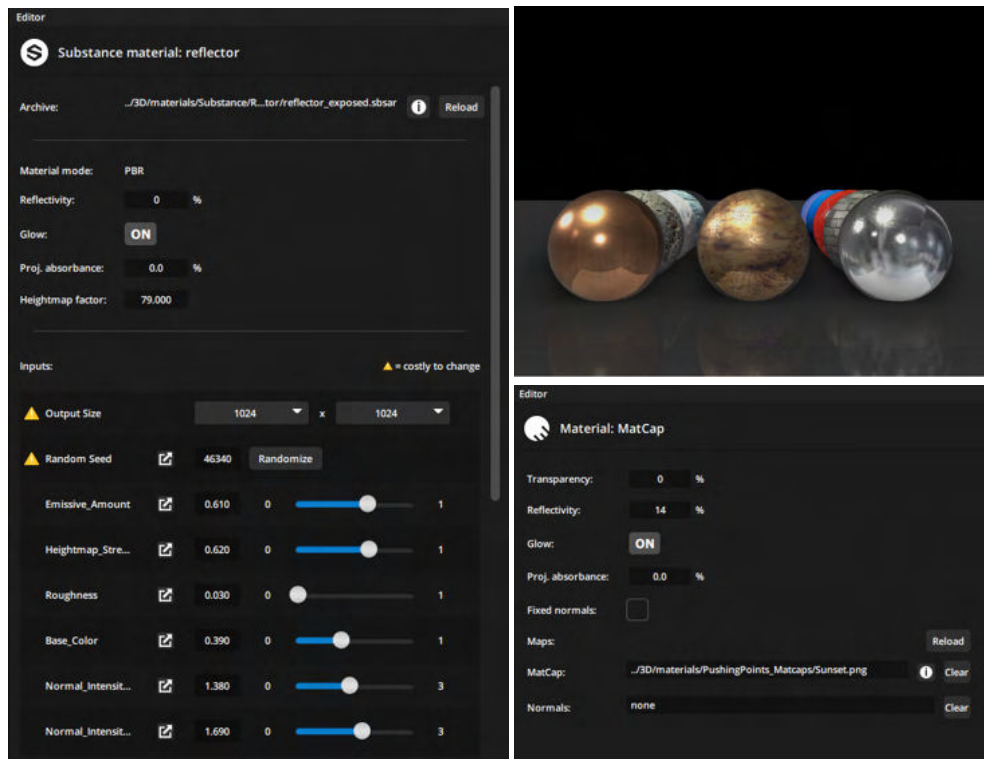 Editor
Substance material: reflector
Archive: ../3D/materials/Substance/R...tor/reflector_exposed.sbsar Reload
Material mode: PBR
Reflectivity: 0 %
Glow: ON
Proj. absorbance: 0.0 %
Heightmap factor: 79.000
Inputs: = costly to change
Output Size 1024 x 1024
Random Seed 46340 Randomize
Emissive_Amount 0.610 0 1
Heightmap_Stre... 0.620 0 1
Roughness 0.030 0 1
Base_Color 0.390 0 1
Normal_Intensit... 1.380 0 3
Normal_Intensit... 1.690 0 3
Editor
Material: MatCap
Transparency: 0 %
Reflectivity: 14 %
Glow: ON
Proj. absorbance: 0.0 %
Fixed normals:
Maps: Reload
MatCap: ../3D/materials/PushingPoints_Matcaps/Sunset.png Clear
Normals: none Clear